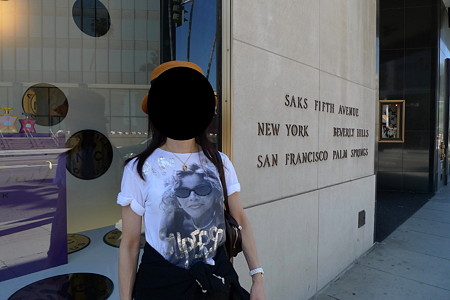 SAKS FIFTH AVENUE
NEW YORK BEVERLY HILLS
SAN FRANCISCO PALM SPRINGS